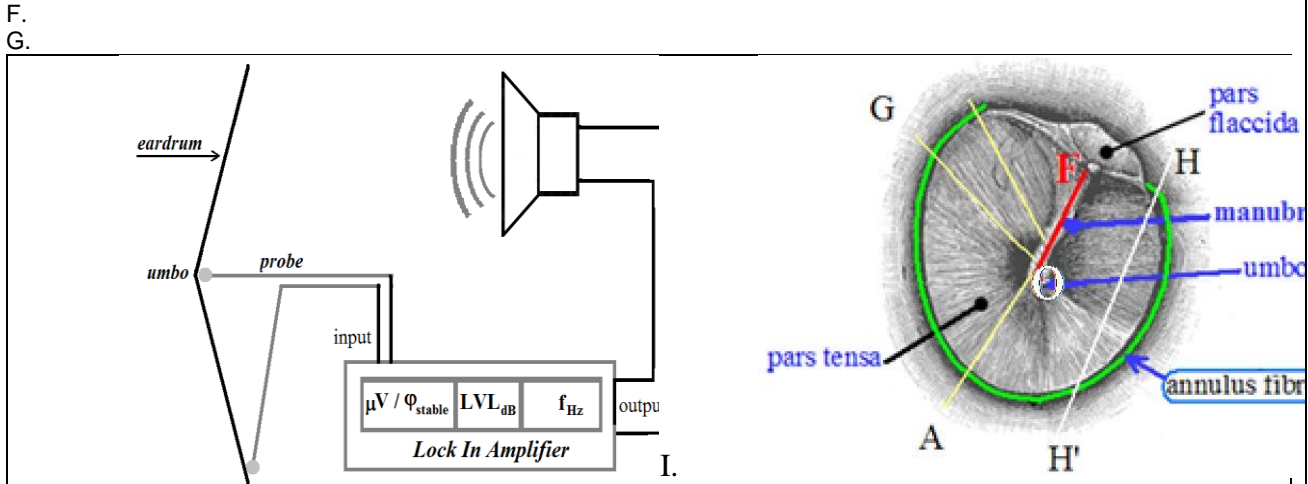 F.
G.
eardrum
umbo
probe
input
μV / φstable
LVLdB
fHz
Lock In Amplifier
outpu
I.
G
pars
flaccida
F
H
manubr
umbo
O
pars tensa
annulus fibr
A
H'